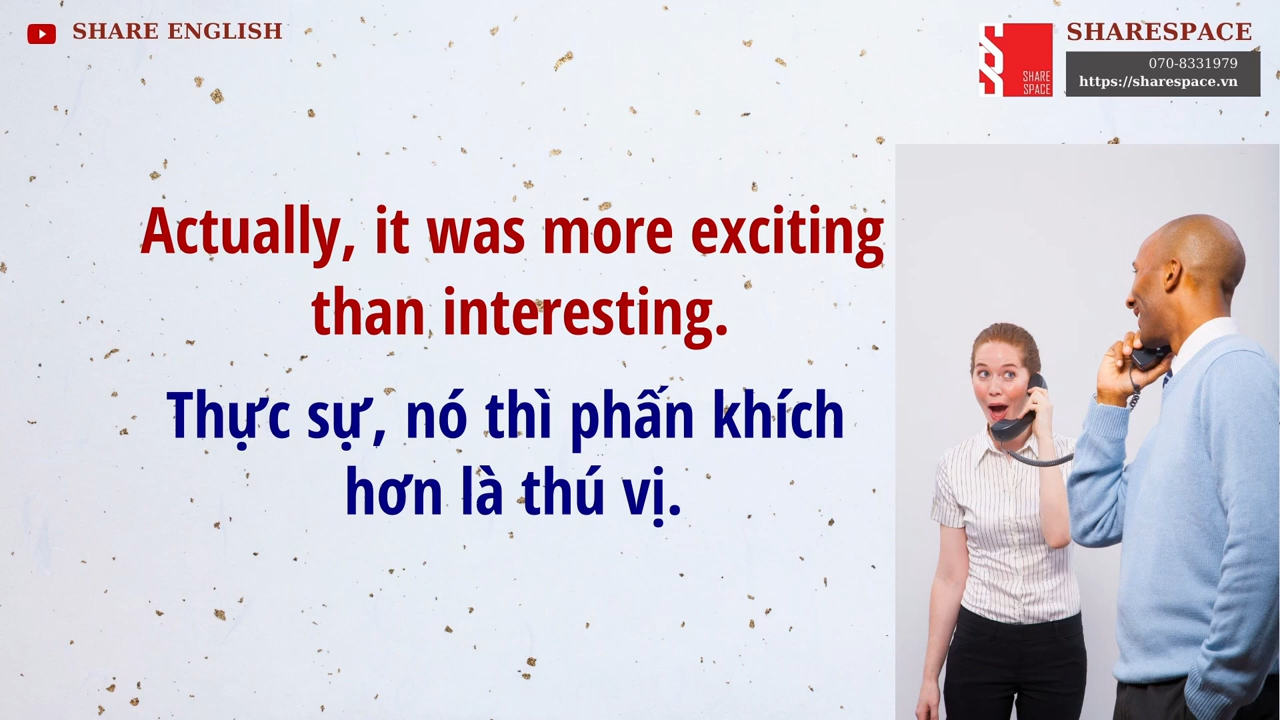 SHARE ENGLISH
SHARESPACE
070-8331979
https://sharespace.vn
SHARE
SPACE
Actually, it was more exciting
than interesting.
Thực sự, nó thì phấn khích
hơn là thú vị.